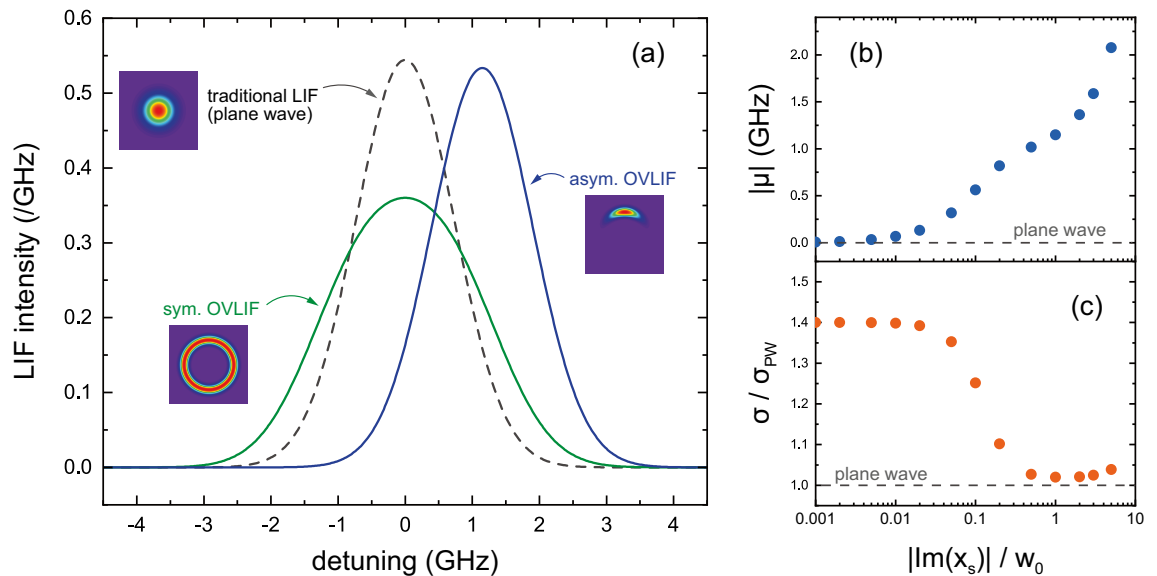 (a)
0.6
0.5
0.4
0.3
0.2
0.1
0.0
LIF intensity (/GHz)
traditional LIF
(plane wave)
asym. OVLIF
sym. OVLIF
-4
-3
-2
-1
0
1
2
3
4
detuning (GHz)
(b)
2.0
1.5
1.0
0.5
0.0
|μ| (GHz)
plane wave
(c)
1.4
1.3
1.2
1.1
1.0
σ / σPW
plane wave
0.001
0.01
0.1
1
10
|Im(xs)| / w0